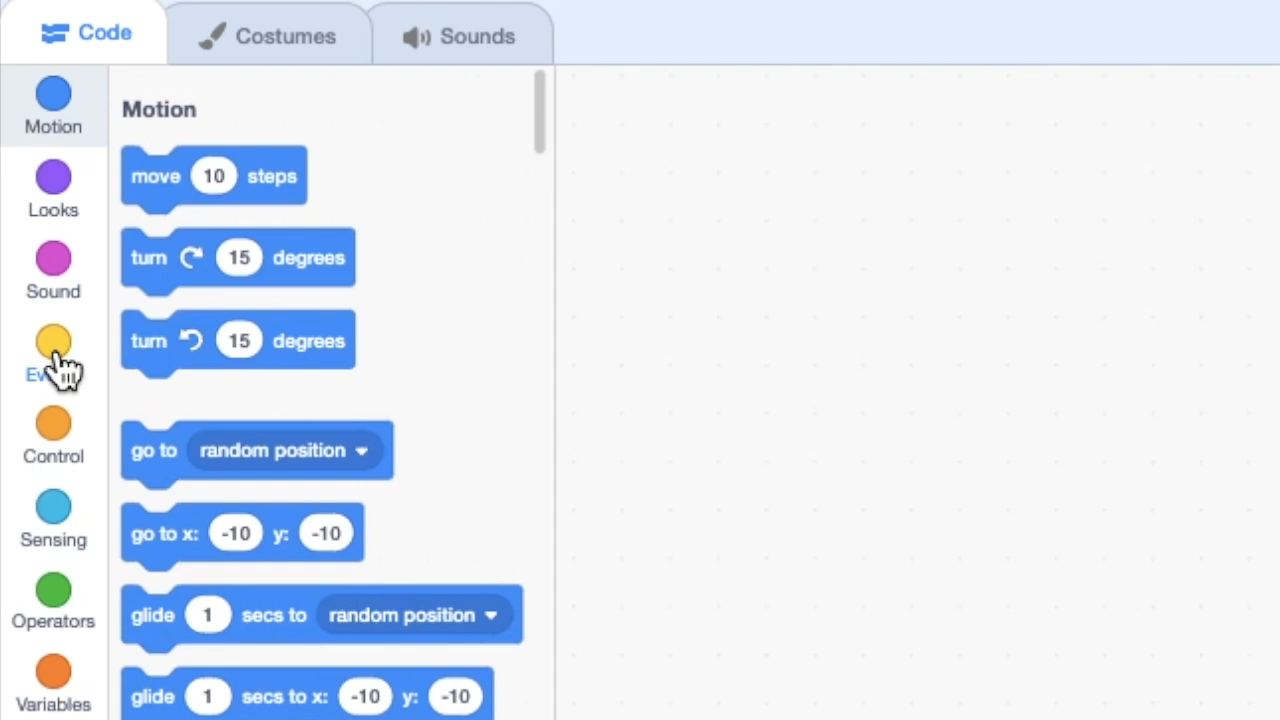 Code
Costumes
Sounds
Motion
Looks
Sound
Control
Sensing
Operators
Variables
Motion
move 10 steps
turn 15 degrees
turn 15 degrees
go to random position
go to x: -10 y: -10
glide 1 secs to random position
glide 1 secs to x: -10 y: -10